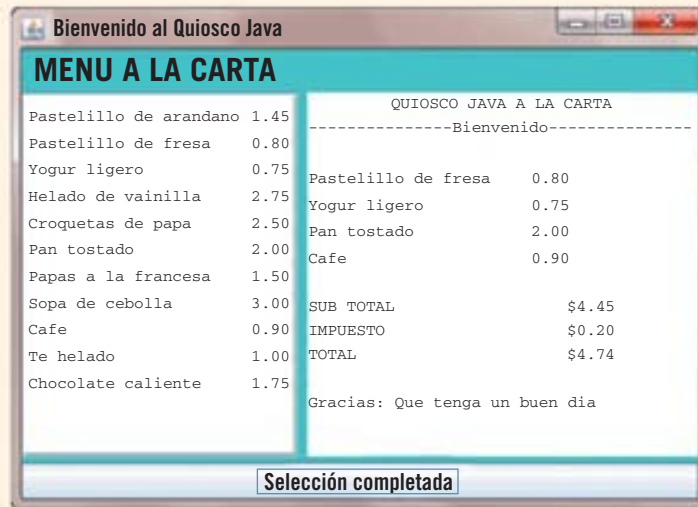 Bienvenido al Quiosco Java
MENU A LA CARTA
Pastelillo de arandano 1.45
Pastelillo de fresa 0.80
Yogur ligero 0.75
Helado de vainilla 2.75
Croquetas de papa 2.50
Pan tostado 2.00
Papas a la francesa 1.50
Sopa de cebolla 3.00
Cafe 0.90
Te helado 1.00
Chocolate caliente 1.75
QUIOSCO JAVA A LA CARTA
---------------Bienvenido---------------
Pastelillo de fresa 0.80
Yogur ligero 0.75
Pan tostado 2.00
Cafe 0.90
SUB TOTAL $4.45
IMPUESTO $0.20
TOTAL $4.74
Gracias: Que tenga un buen dia
Selección completada